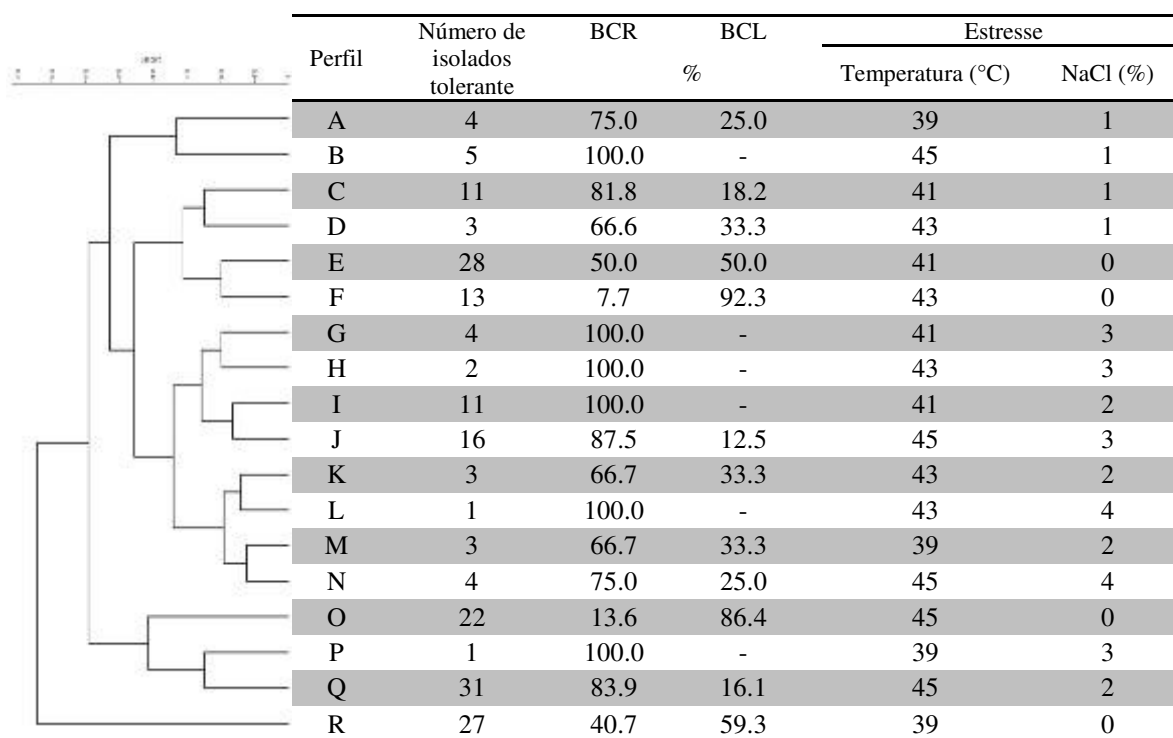 Perfil Número de isolados tolerante BCR BCL Estresse
% Temperatura (°C) NaCl (%)
A 4 75.0 25.0 39 1
B 5 100.0 - 45 1
C 11 81.8 18.2 41 1
D 3 66.6 33.3 43 1
E 28 50.0 50.0 41 0
F 13 7.7 92.3 43 0
G 4 100.0 - 41 3
H 2 100.0 - 43 3
I 11 100.0 - 41 2
J 16 87.5 12.5 45 3
K 3 66.7 33.3 43 2
L 1 100.0 - 43 4
M 3 66.7 33.3 39 2
N 4 75.0 25.0 45 4
O 22 13.6 86.4 45 0
P 1 100.0 - 39 3
Q 31 83.9 16.1 45 2
R 27 40.7 59.3 39 0